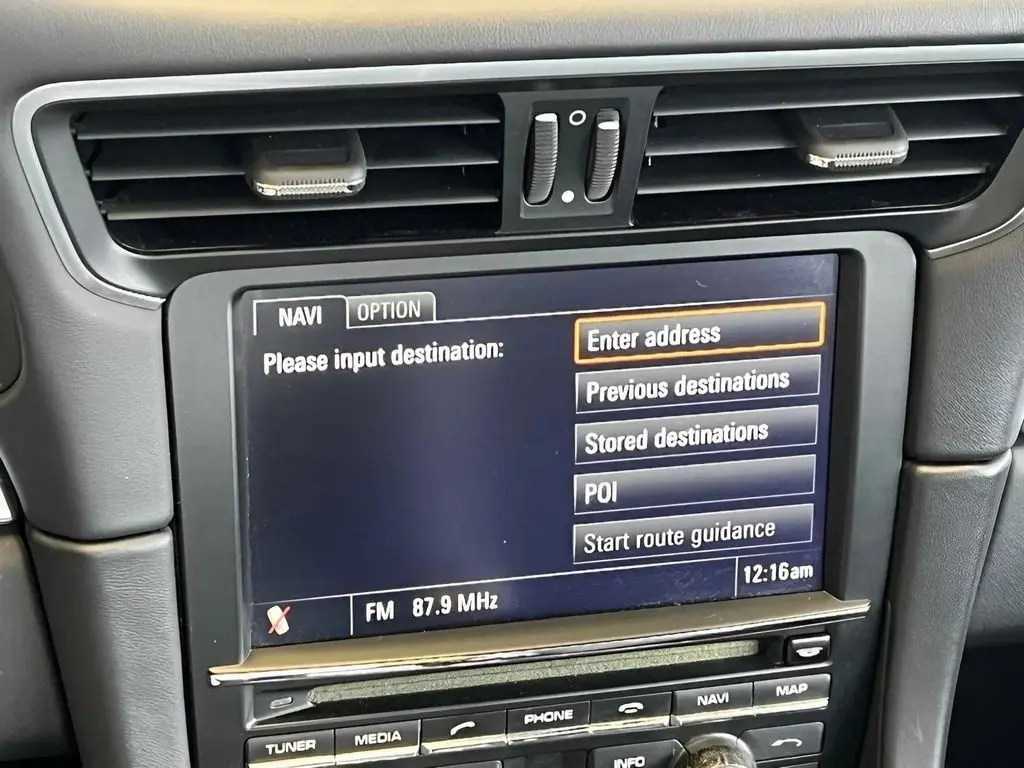 NAVI OPTION
Please input destination:
Enter address
Previous destinations
Stored destinations
POI
Start route guidance
FM 87.9 MHz
12:16am
TUNER MEDIA PHONE NAVI MAP
INFO